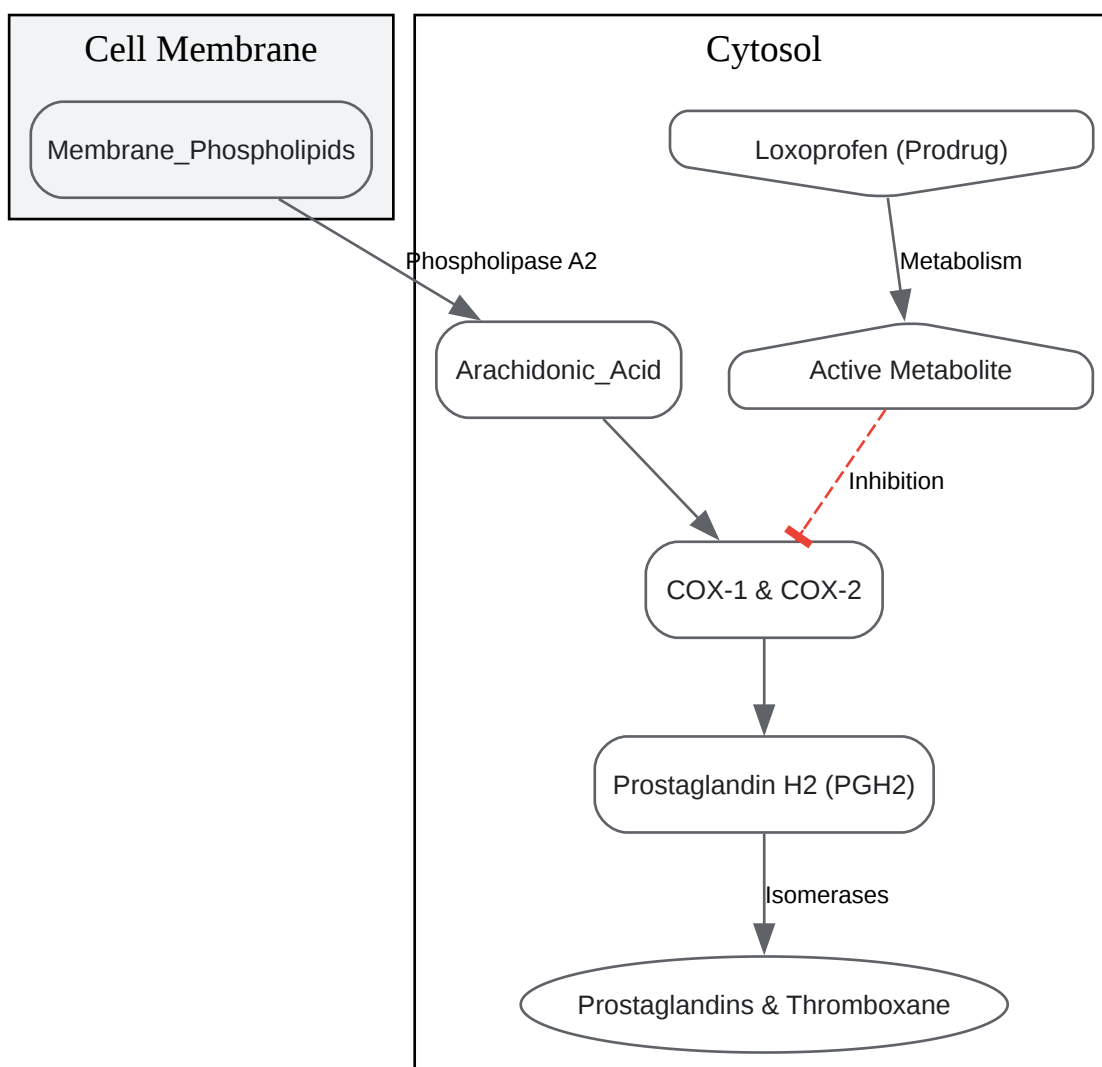 Cell Membrane
Cytosol
Membrane_Phospholipids
Loxoprofen (Prodrug)
Phospholipase A2
Metabolism
Arachidonic_Acid
Active Metabolite
Inhibition
COX-1 & COX-2
Prostaglandin H2 (PGH2)
Isomerases
Prostaglandins & Thromboxane